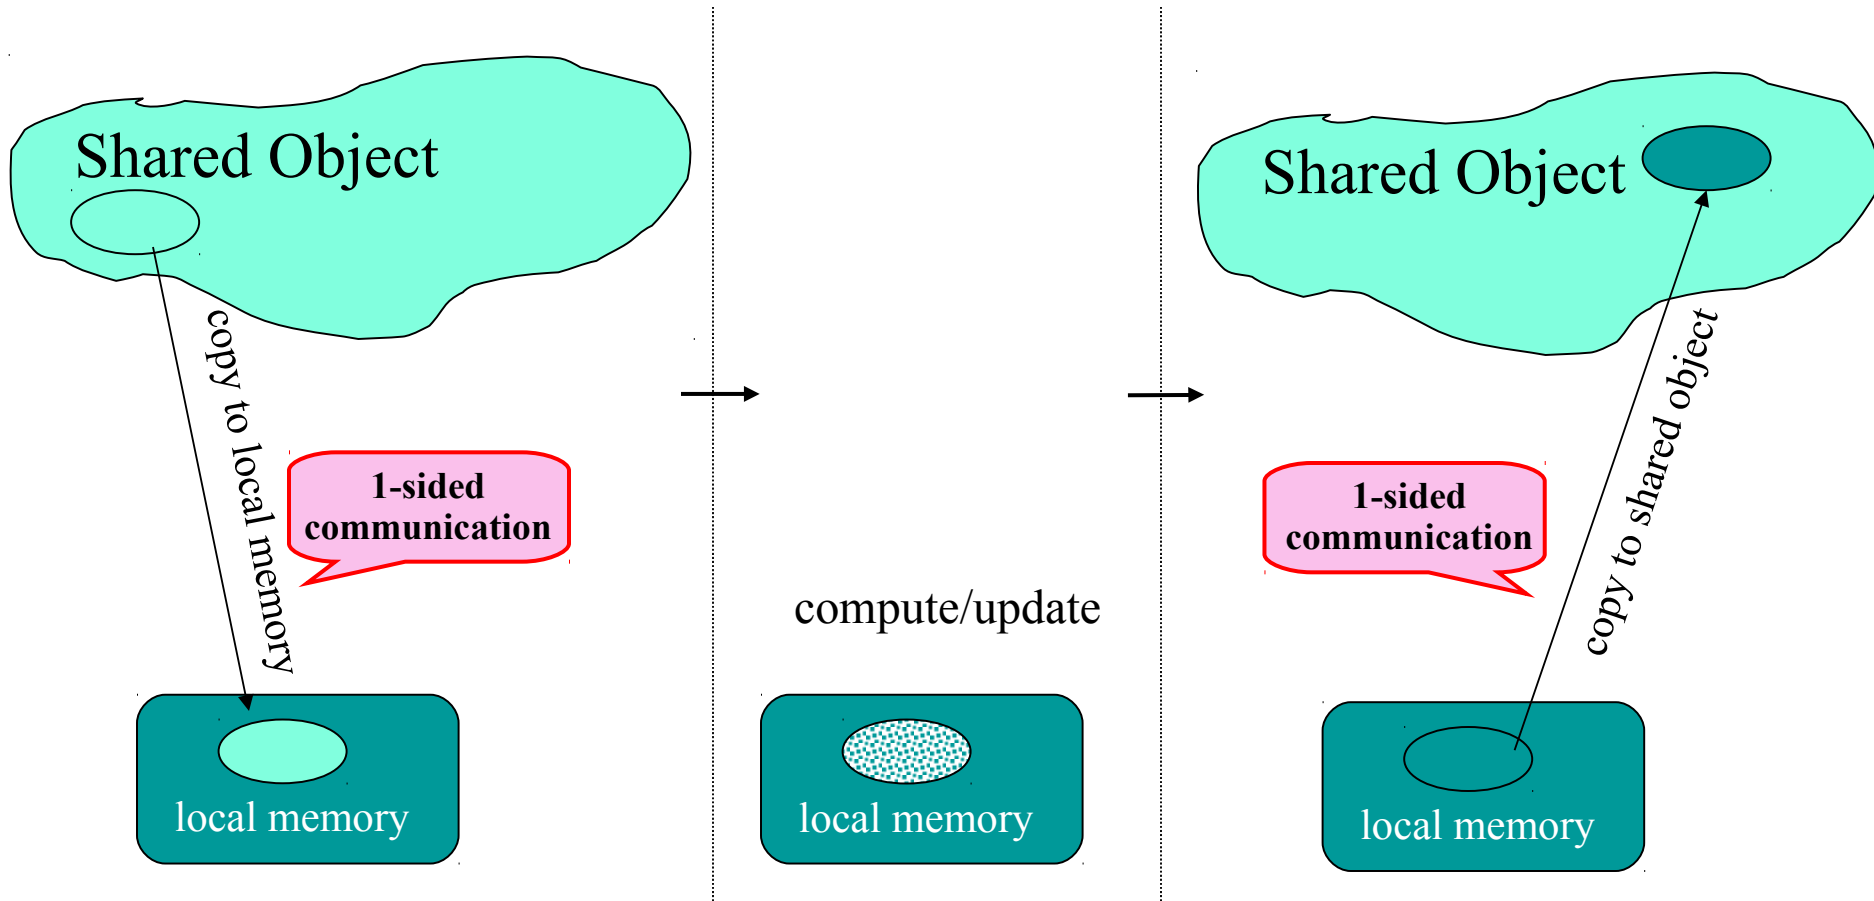 Shared Object
copy to local memory
1-sided
communication
local memory
compute/update
local memory
Shared Object
1-sided
communication
copy to shared object
local memory